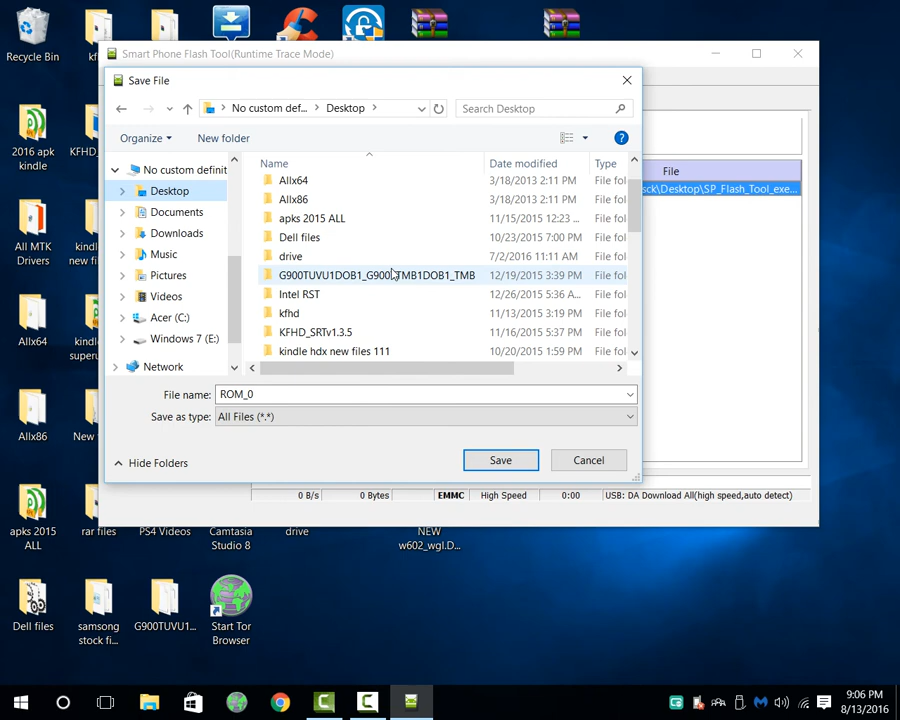 Recycle Bin
kf
Smart Phone Flash Tool(Runtime Trace Mode)
Save File
No custom def...
Desktop
Search Desktop
Organize
New folder
Name
Date modified
Type
File
Allx64
3/18/2013 2:11 PM
File fol
Allx86
3/18/2013 2:11 PM
File fol
apks 2015 ALL
11/15/2015 12:23 ...
File fol
Dell files
10/23/2015 7:00 PM
File fol
drive
7/2/2016 11:11 AM
File fol
G900TUVU1DOB1_G900TMB1DOB1_TMB
12/19/2015 3:39 PM
File fol
Intel RST
12/26/2015 5:36 A...
File fol
kfhd
11/13/2015 3:19 PM
File fol
KFHD_SRTv1.3.5
11/16/2015 5:37 PM
File fol
kindle hdx new files 111
10/20/2015 1:59 PM
File fol
No custom definit
Desktop
Documents
Downloads
Music
Pictures
Videos
Acer (C:)
Windows 7 (E:)
Network
sck\Desktop\SP_Flash_Tool_exe...
File name:
ROM_0
Save as type:
All Files (*.*)
Hide Folders
Save
Cancel
0 B/s
0 Bytes
EMMC
High Speed
0:00
USB: DA Download All(high speed,auto detect)
2016 apk
kindle
KFHD_
All MTK
Drivers
kindl
new fi
Allx64
kindl
superu
Allx86
New
apks 2015
ALL
rar files
PS4 Videos
Camtasia
Studio 8
drive
NEW
w602_wgl.D...
Dell files
samsong
stock fi...
G900TUVU1...
Start Tor
Browser
9:06 PM
8/13/2016